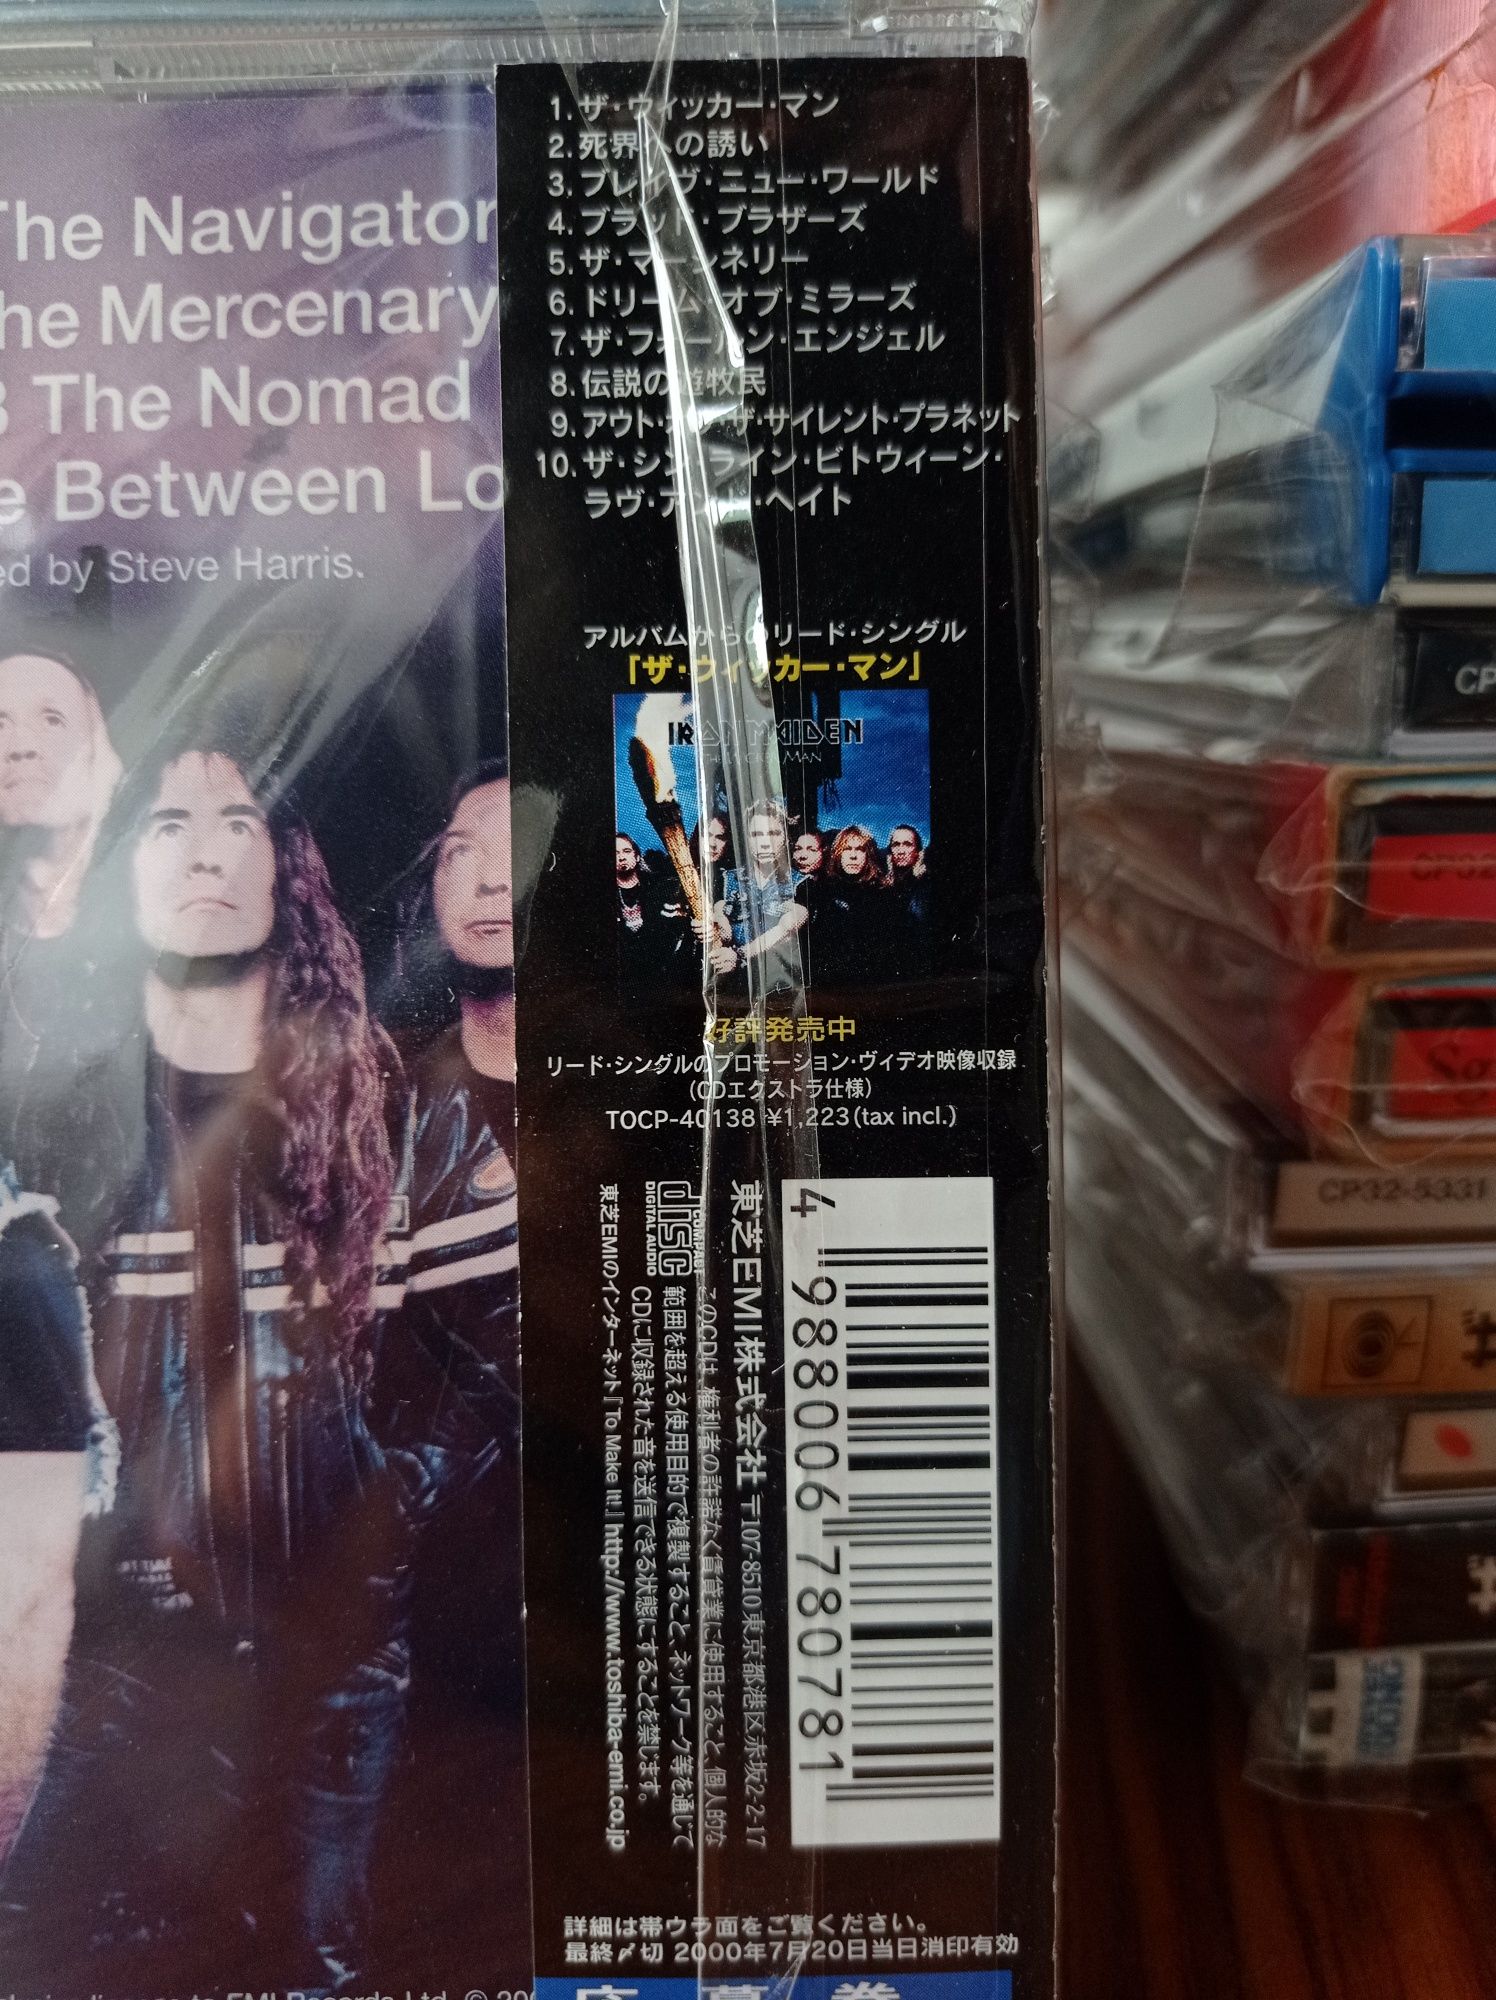 The Navigator
The Mercenary
8 The Nomad
e Between Lo
ed by Steve Harris.
1. ザ・ウィッカー・マン
2. 死界への誘い
3. ブレイヴ・ニュー・ワールド
4. ブラッド・ブラザーズ
5. ザ・マーシネリー
6. ドリーム・オブ・ミラーズ
7. ザ・フォールン・エンジェル
8. 伝説の遊牧民
9. アウト・オブ・ザ・サイレント・プラネット
10. ザ・シン・ライン・ビトウィーン・
ラヴ・アンド・ヘイト
アルバムからのリード・シングル
「ザ・ウィッカー・マン」
IRON MAIDEN
好評発売中
リード・シングルのプロモーション・ヴィデオ映像収録
(CDエクストラ仕様)
TOCP-40138 ¥1,223(tax incl.)
4 988006 780781
東芝EMI株式会社 〒107-8510東京都港区赤坂2-2-17
COMPACT
disc
DIGITAL AUDIO
このCDは、権利者の許諾なく賃貸業に使用すること、個人的な
範囲を超える使用目的で複製すること、ネットワーク等を通じて
CDに収録された音を送信できる状態にすることを禁じます。
東芝EMIのインターネット「To Make It!」http://www.toshiba-emi.co.jp
詳細は帯ウラ面をご覧ください。
最終〆切 2000年7月20日当日消印有効
応募券
CP
CP32
CP32-5331